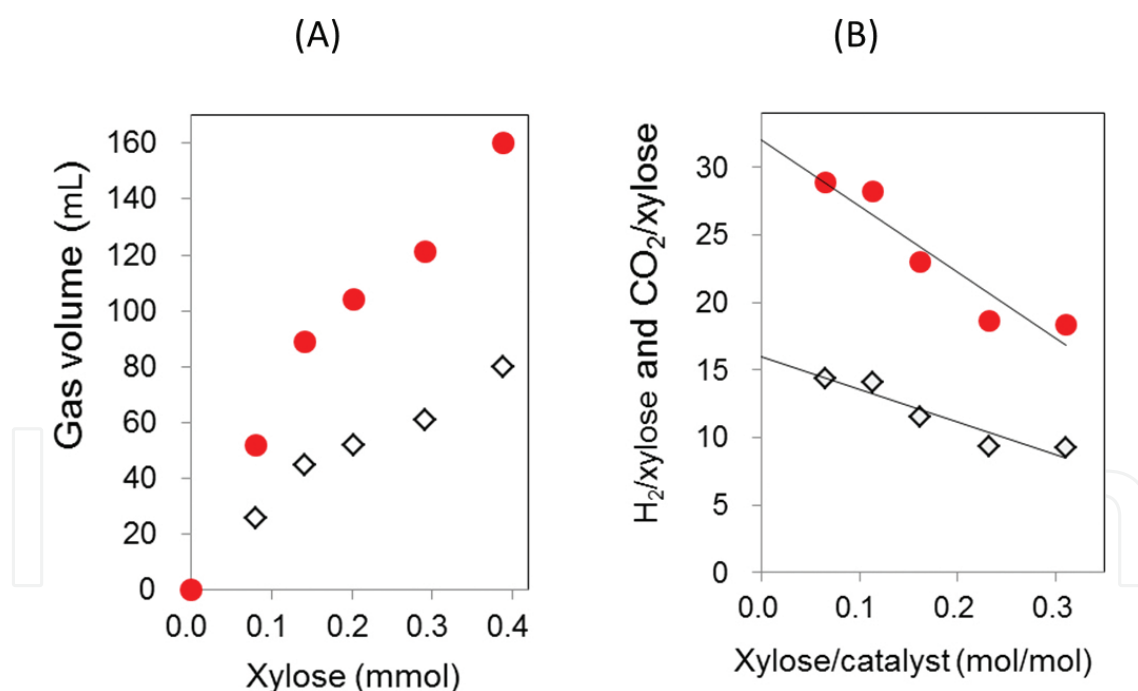 (A)
Gas volume (mL)
160
140
120
100
80
60
40
20
0
0.0 0.1 0.2 0.3 0.4
Xylose (mmol)
(B)
H₂/xylose and CO₂/xylose
30
25
20
15
10
5
0
0.0 0.1 0.2 0.3
Xylose/catalyst (mol/mol)